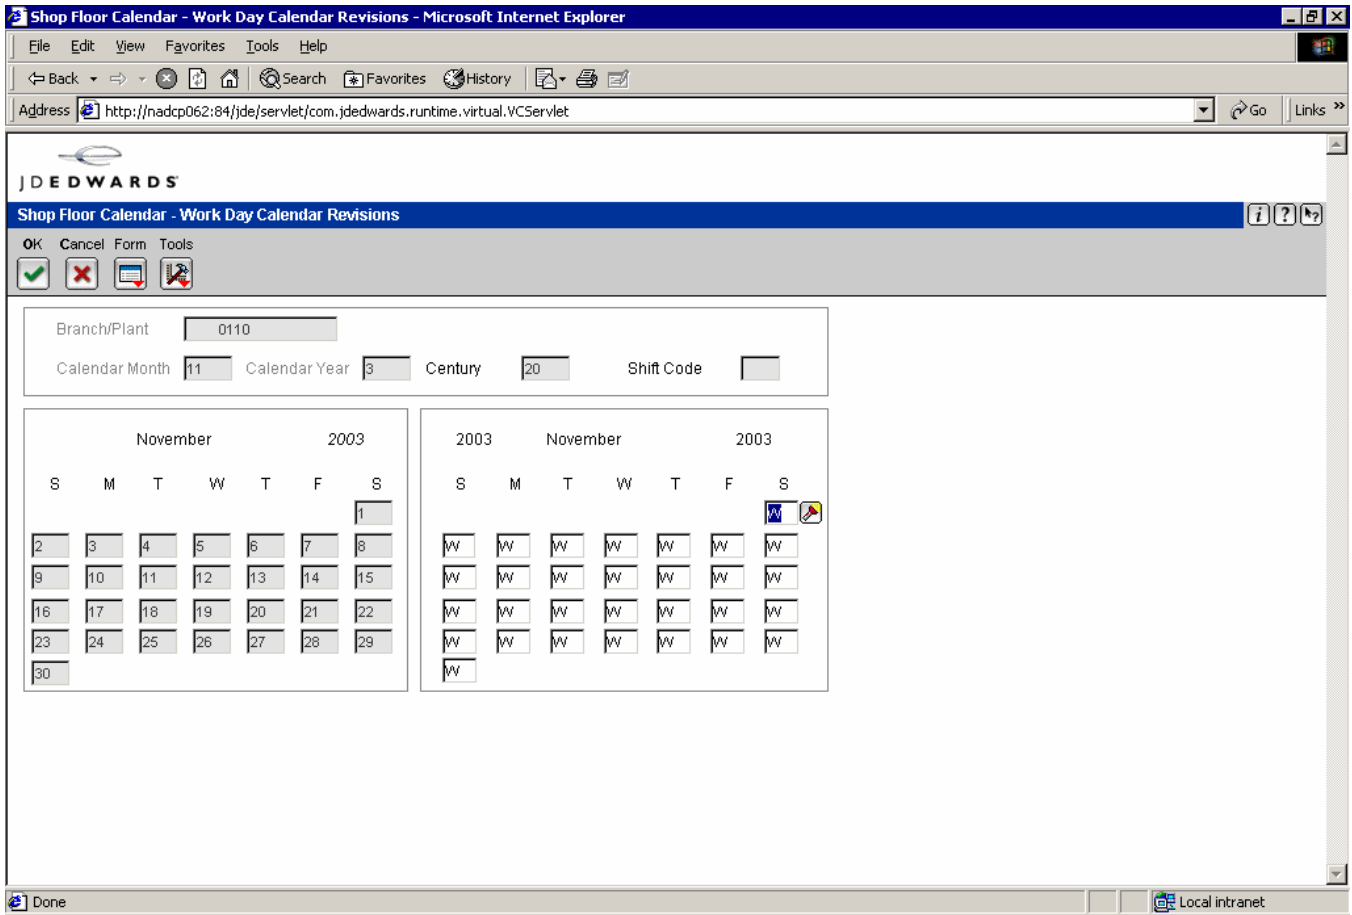 Shop Floor Calendar - Work Day Calendar Revisions - Microsoft Internet Explorer
File Edit View Favorites Tools Help
Back Search Favorites History
Address http://nadcp062:84/jde/servlet/com.jdedwards.runtime.virtual.VCServlet Go Links »
JDEDWARDS
Shop Floor Calendar - Work Day Calendar Revisions i ? ?
OK Cancel Form Tools
Branch/Plant 0110
Calendar Month 11 Calendar Year 3 Century 20 Shift Code
November 2003 2003 November 2003
S M T W T F S S M T W T F S
1 W
2 3 4 5 6 7 8 W W W W W W W
9 10 11 12 13 14 15 W W W W W W W
16 17 18 19 20 21 22 W W W W W W W
23 24 25 26 27 28 29 W W W W W W W
30 W
Done Local intranet